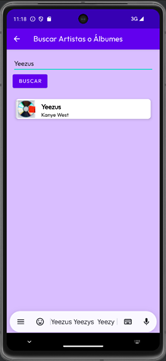 11:18
3G
Buscar Artistas o Álbumes
Yeezus
BUSCAR
Yeezus
Kanye West
Yeezus Yeezys Yeezy